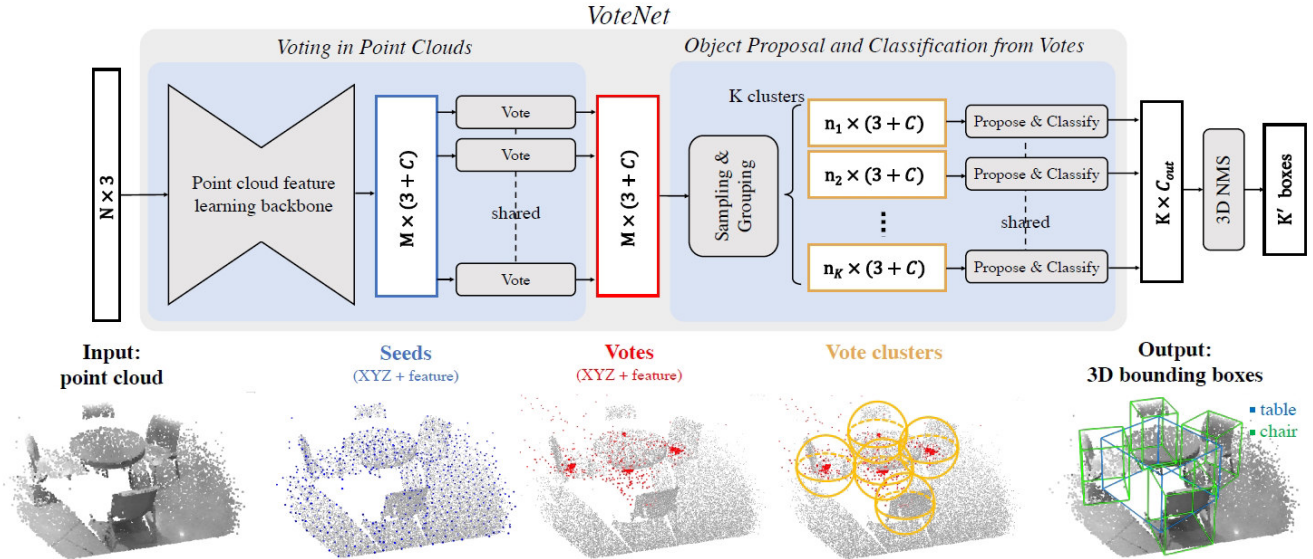 VoteNet
Voting in Point Clouds
Object Proposal and Classification from Votes
N × 3
Point cloud feature
learning backbone
M × (3 + C)
Vote
Vote
shared
Vote
M × (3 + C)
Sampling &
Grouping
K clusters
n₁ × (3 + C)
n₂ × (3 + C)
⋮
n_K × (3 + C)
Propose & Classify
Propose & Classify
shared
Propose & Classify
K × C_out
3D NMS
K′ boxes
Input:
point cloud
Seeds
(XYZ + feature)
Votes
(XYZ + feature)
Vote clusters
Output:
3D bounding boxes
table
chair